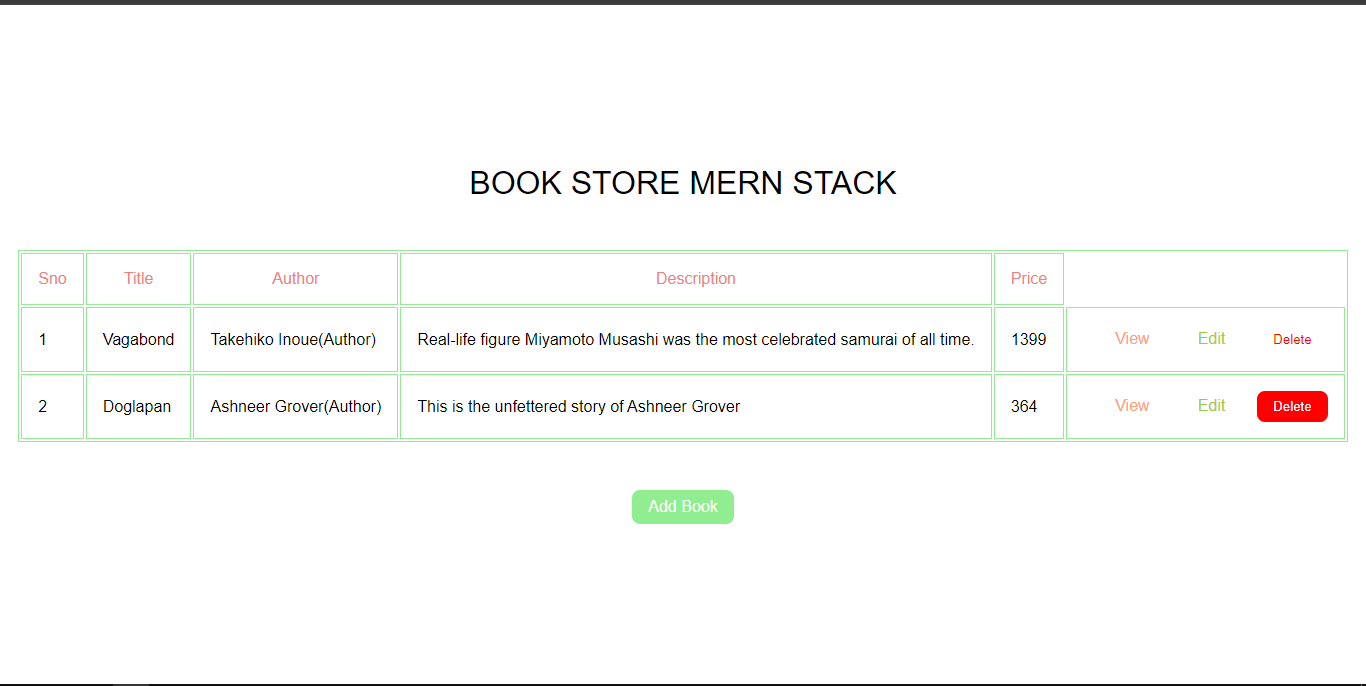 BOOK STORE MERN STACK
Sno Title Author Description Price
1 Vagabond Takehiko Inoue(Author) Real-life figure Miyamoto Musashi was the most celebrated samurai of all time. 1399 View Edit Delete
2 Doglapan Ashneer Grover(Author) This is the unfettered story of Ashneer Grover 364 View Edit Delete
Add Book